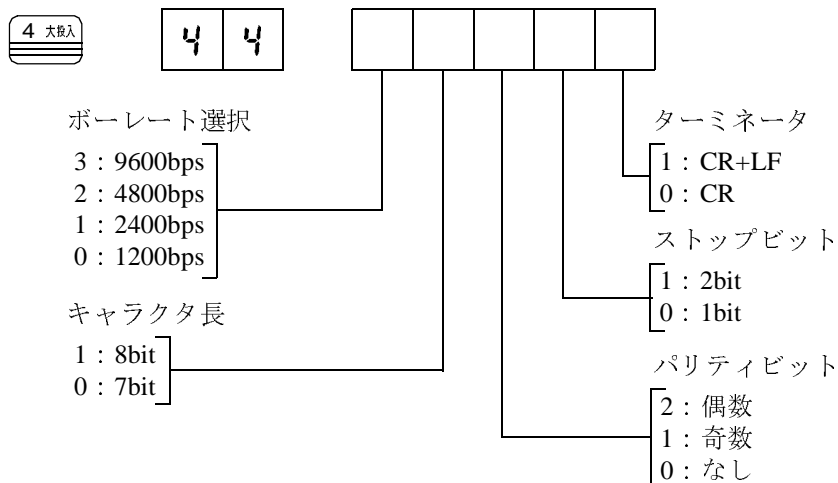 4 大投入
4 4
ボーレート選択
3 : 9600bps
2 : 4800bps
1 : 2400bps
0 : 1200bps
キャラクタ長
1 : 8bit
0 : 7bit
ターミネータ
1 : CR+LF
0 : CR
ストップビット
1 : 2bit
0 : 1bit
パリティビット
2 : 偶数
1 : 奇数
0 : なし